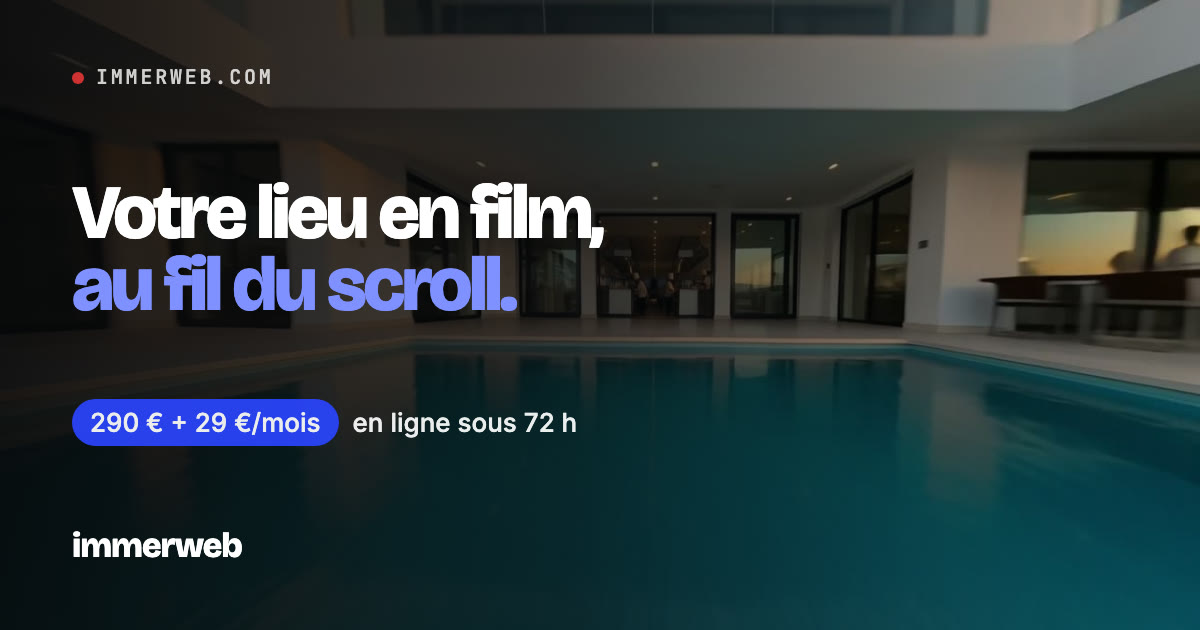 IMMERWEB.COM
Votre lieu en film,
au fil du scroll.
290 € + 29 €/mois en ligne sous 72 h
immerweb